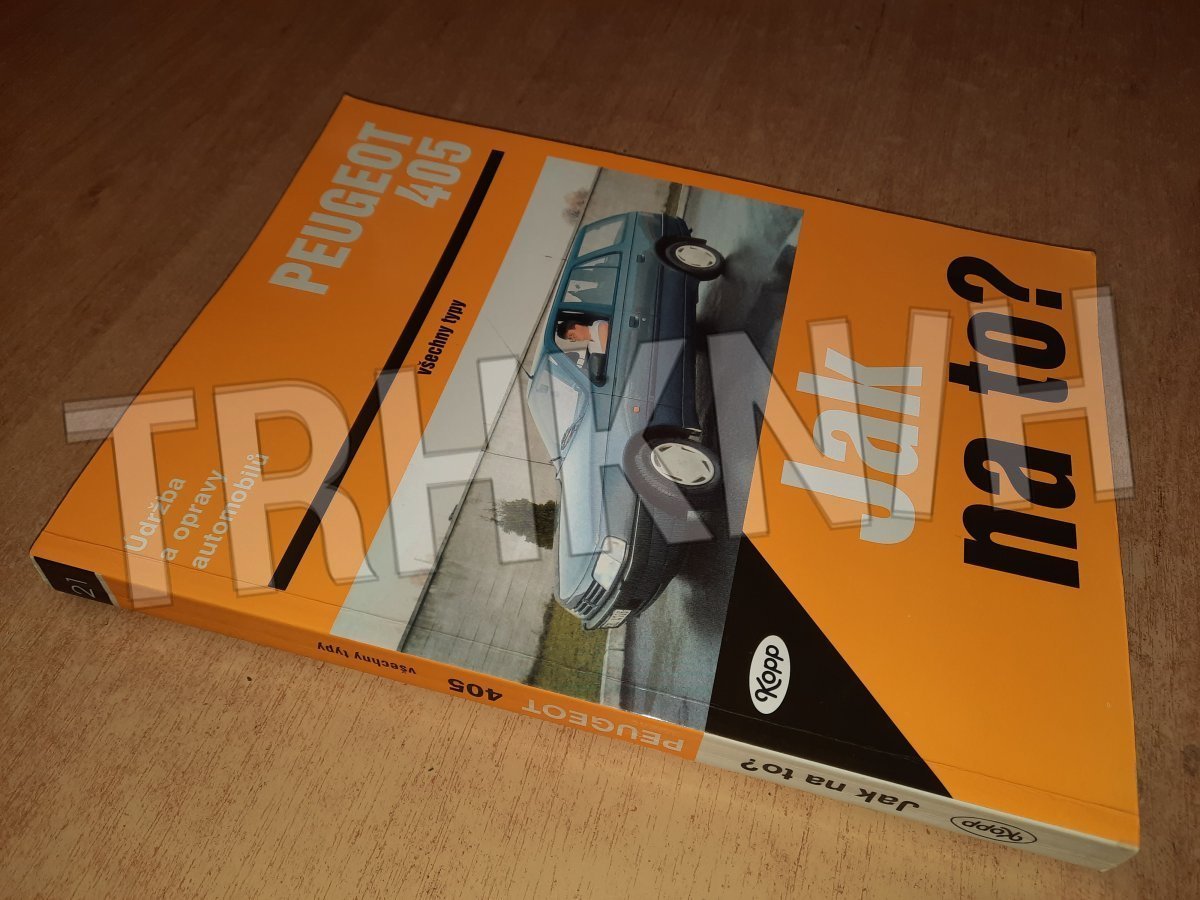 Jak
na to?
Kopp
všechny typy
PEUGEOT
405
Údržba
a opravy
automobilů
21
všechny typy
405
PEUGEOT
Jak na to?
Kopp
TRHKNIH